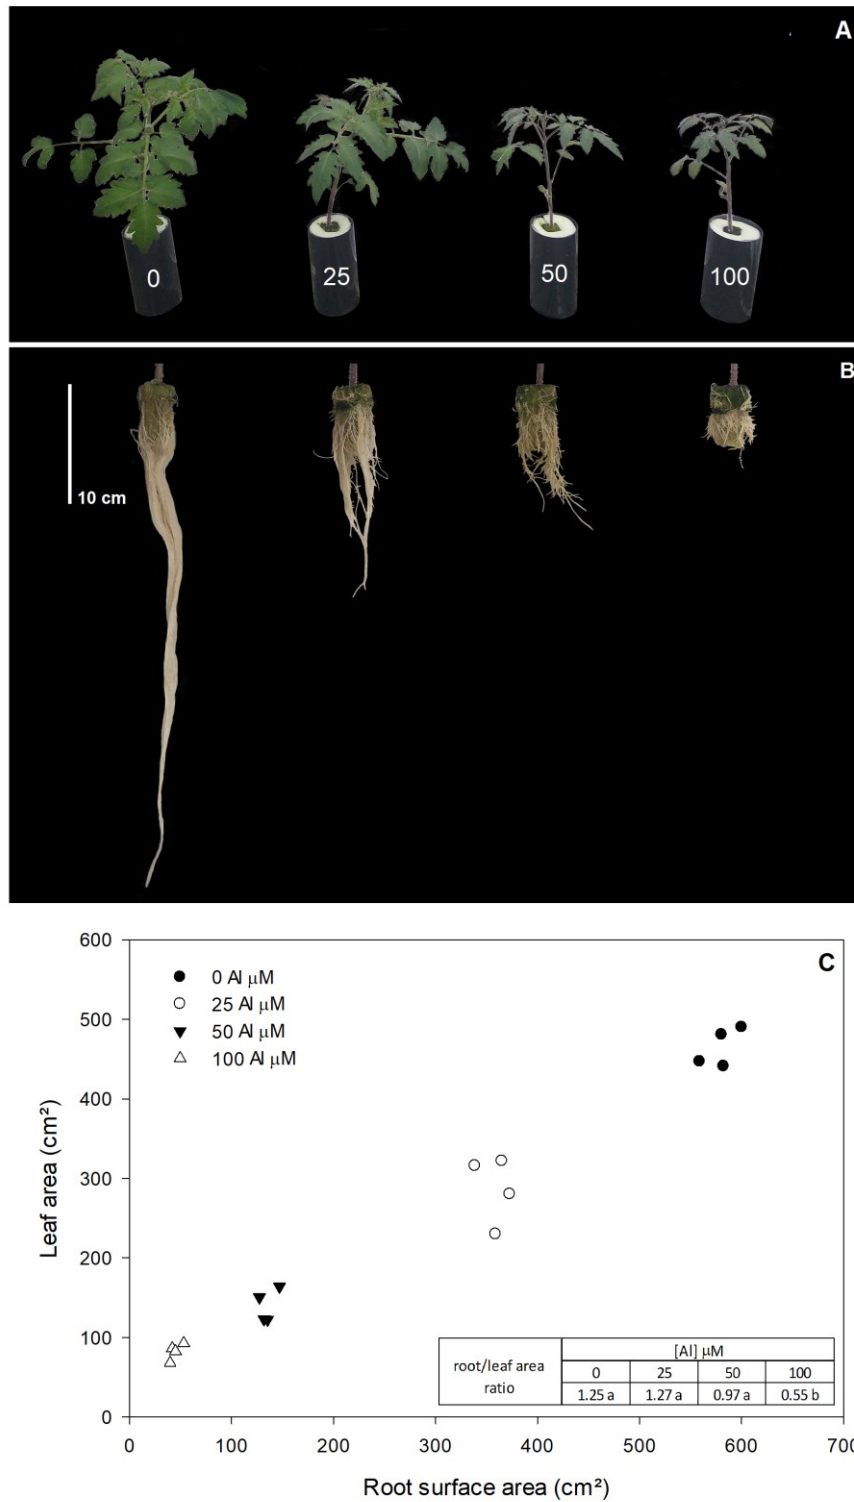 A
0
25
50
100
B
10 cm
C
600
500
400
300
200
100
0
0 Al μM
25 Al μM
50 Al μM
100 Al μM
Leaf area (cm²)
root/leaf area
ratio
[Al] μM
0 25 50 100
1.25 a 1.27 a 0.97 a 0.55 b
0 100 200 300 400 500 600 700
Root surface area (cm²)